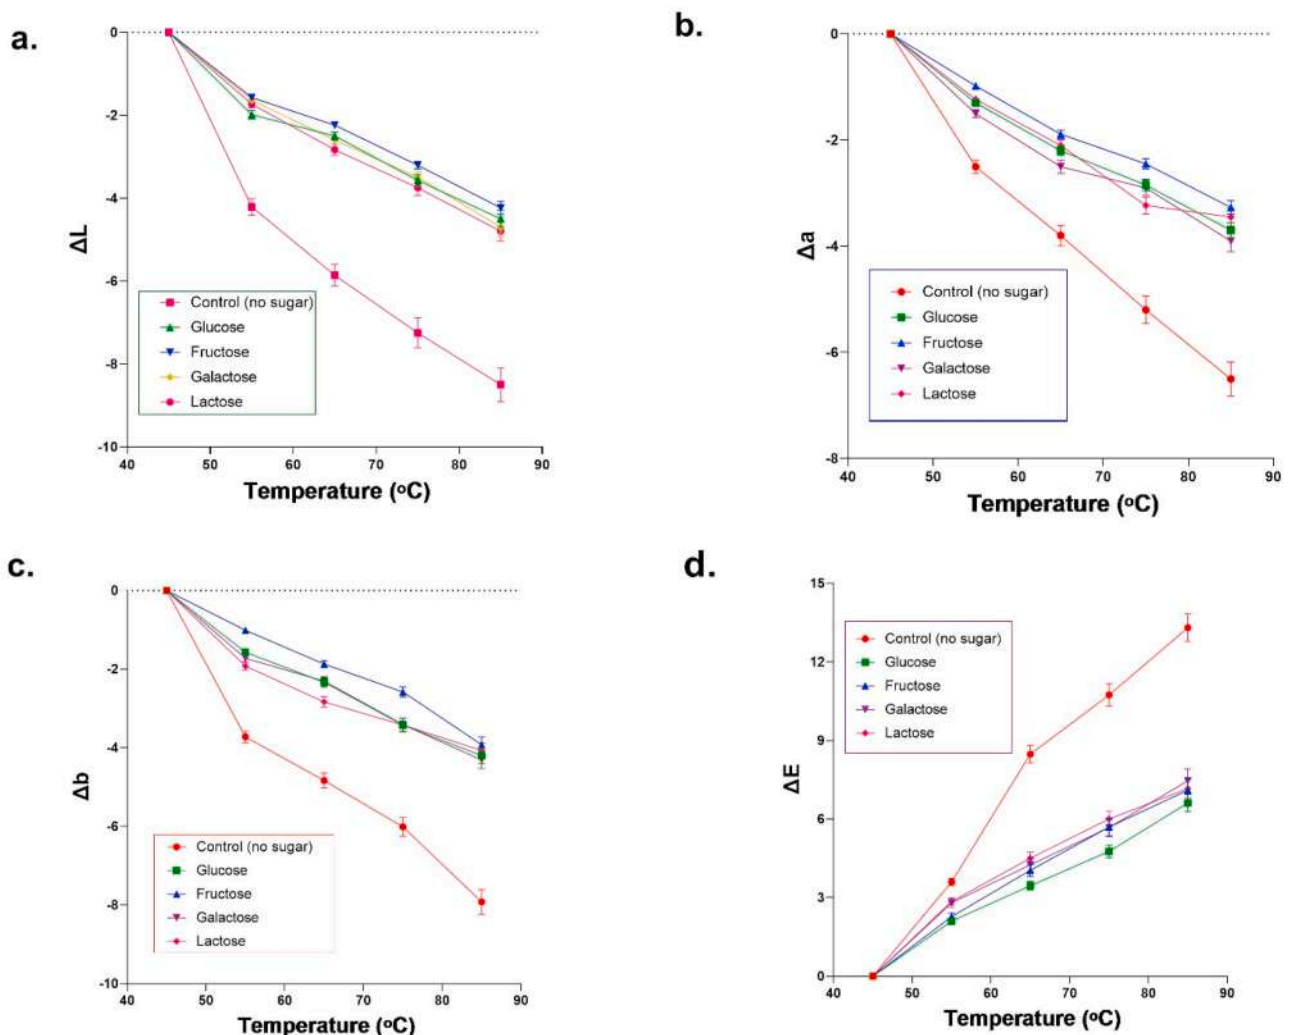 a.
0
-2
-4
-6
-8
-10
ΔL
Control (no sugar)
Glucose
Fructose
Galactose
Lactose
40 50 60 70 80 90
Temperature (ºC)
b.
0
-2
-4
-6
-8
Δa
Control (no sugar)
Glucose
Fructose
Galactose
Lactose
40 50 60 70 80 90
Temperature (ºC)
c.
0
-2
-4
-6
-8
-10
Δb
Control (no sugar)
Glucose
Fructose
Galactose
Lactose
40 50 60 70 80 90
Temperature (ºC)
d.
15
12
9
6
3
0
ΔE
Control (no sugar)
Glucose
Fructose
Galactose
Lactose
40 50 60 70 80 90
Temperature (ºC)